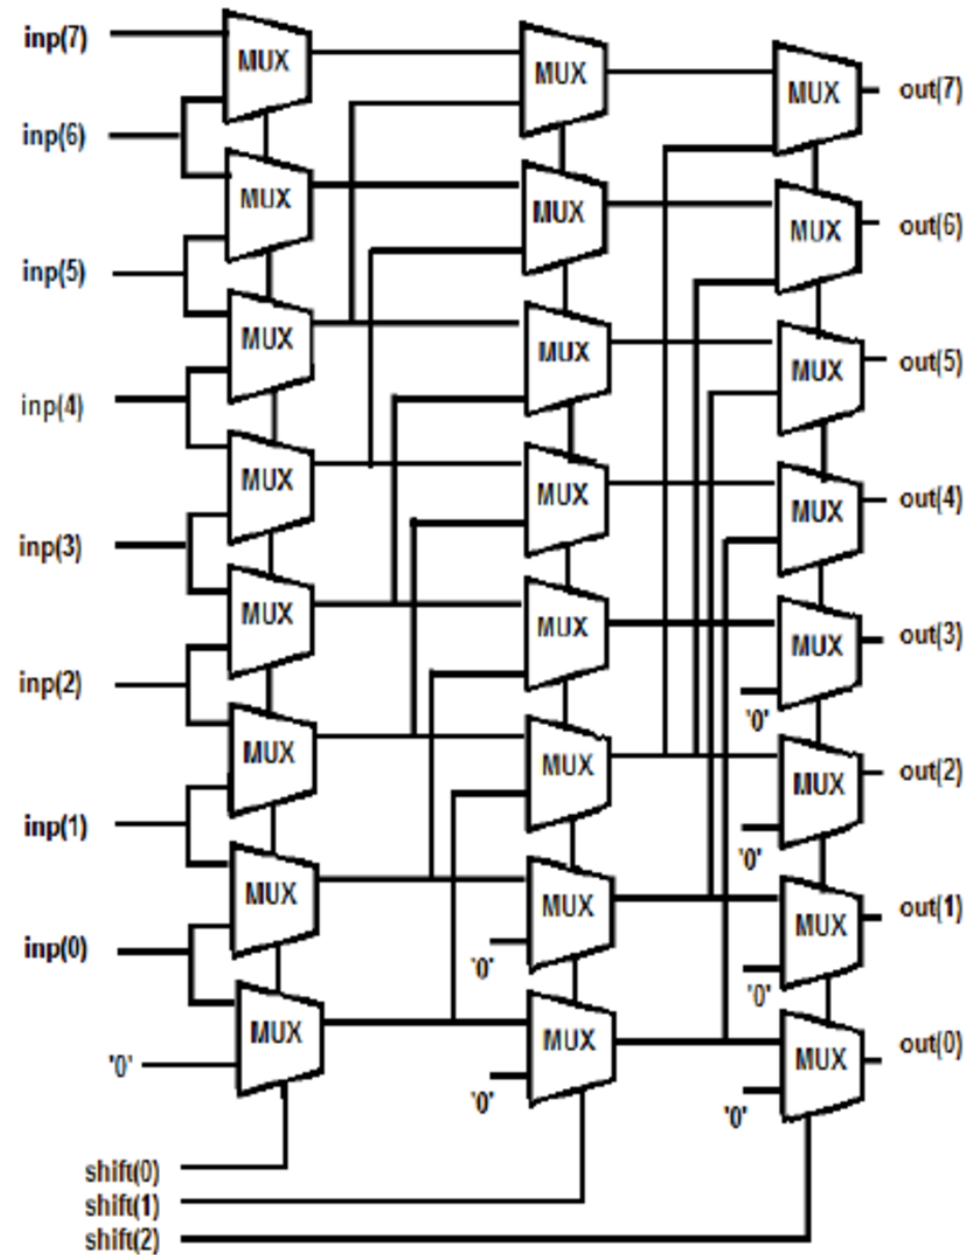 inp(7)
MUX
MUX
MUX
out(7)
inp(6)
MUX
MUX
MUX
out(6)
inp(5)
MUX
MUX
MUX
out(5)
inp(4)
MUX
MUX
MUX
out(4)
inp(3)
MUX
MUX
MUX
out(3)
inp(2)
'0'
MUX
MUX
MUX
out(2)
inp(1)
'0'
MUX
MUX
MUX
out(1)
inp(0)
'0'
'0'
MUX
MUX
MUX
out(0)
'0'
'0'
'0'
shift(0)
shift(1)
shift(2)